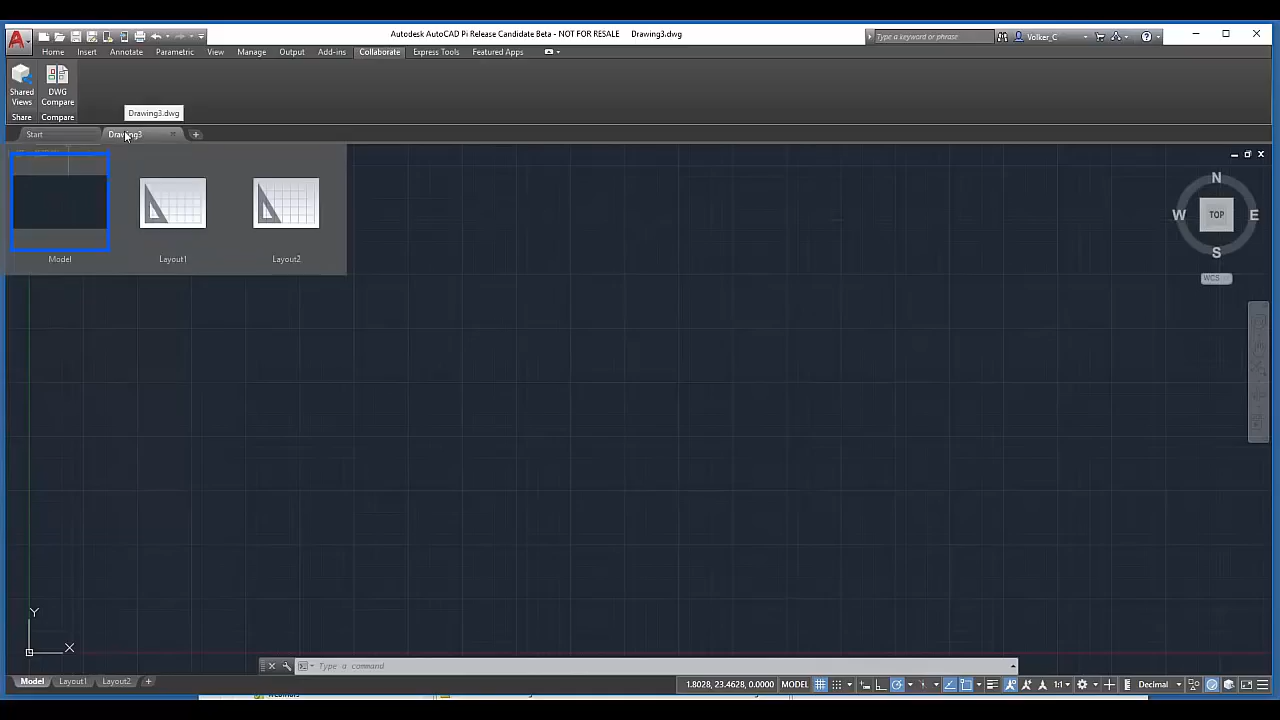 Autodesk AutoCAD Pi Release Candidate Beta - NOT FOR RESALE Drawing3.dwg
Type a keyword or phrase
Volker_C
Home Insert Annotate Parametric View Manage Output Add-ins Collaborate Express Tools Featured Apps
Shared Views
DWG Compare
Share Compare
Drawing3.dwg
Start Drawing3
Model Layout1 Layout2
N
W TOP E
S
WCS
Y
X
Type a command
Model Layout1 Layout2
1.8028, 23.4628, 0.0000 MODEL 1:1 Decimal